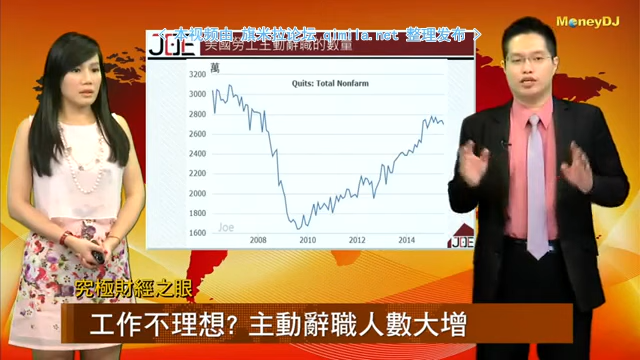 < 本视频由 旗米拉论坛 qimila.net 整理发布 >
MoneyDJ
JOE
美國勞工主動辭職的數量
萬
Quits: Total Nonfarm
3200
3000
2800
2600
2400
2200
2000
1800
1600
2008
2010
2012
2014
Joe
JOE
究極財經之眼
工作不理想? 主動辭職人數大增